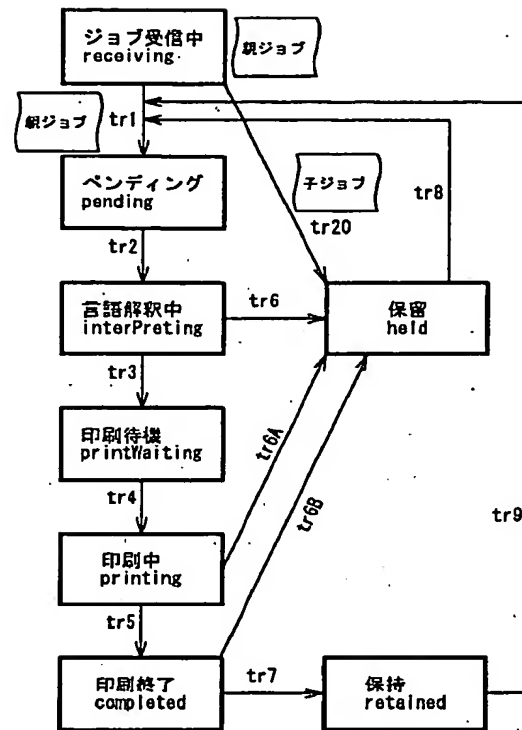 ジョブ受信中
receiving
親ジョブ
親ジョブ
tr1
ペンディング
pending
子ジョブ
tr20
tr8
tr2
言語解釈中
interPreting
tr6
保留
held
tr3
印刷待機
printWaiting
tr6A
tr4
tr6B
tr9
印刷中
printing
tr5
印刷終了
completed
tr7
保持
retained